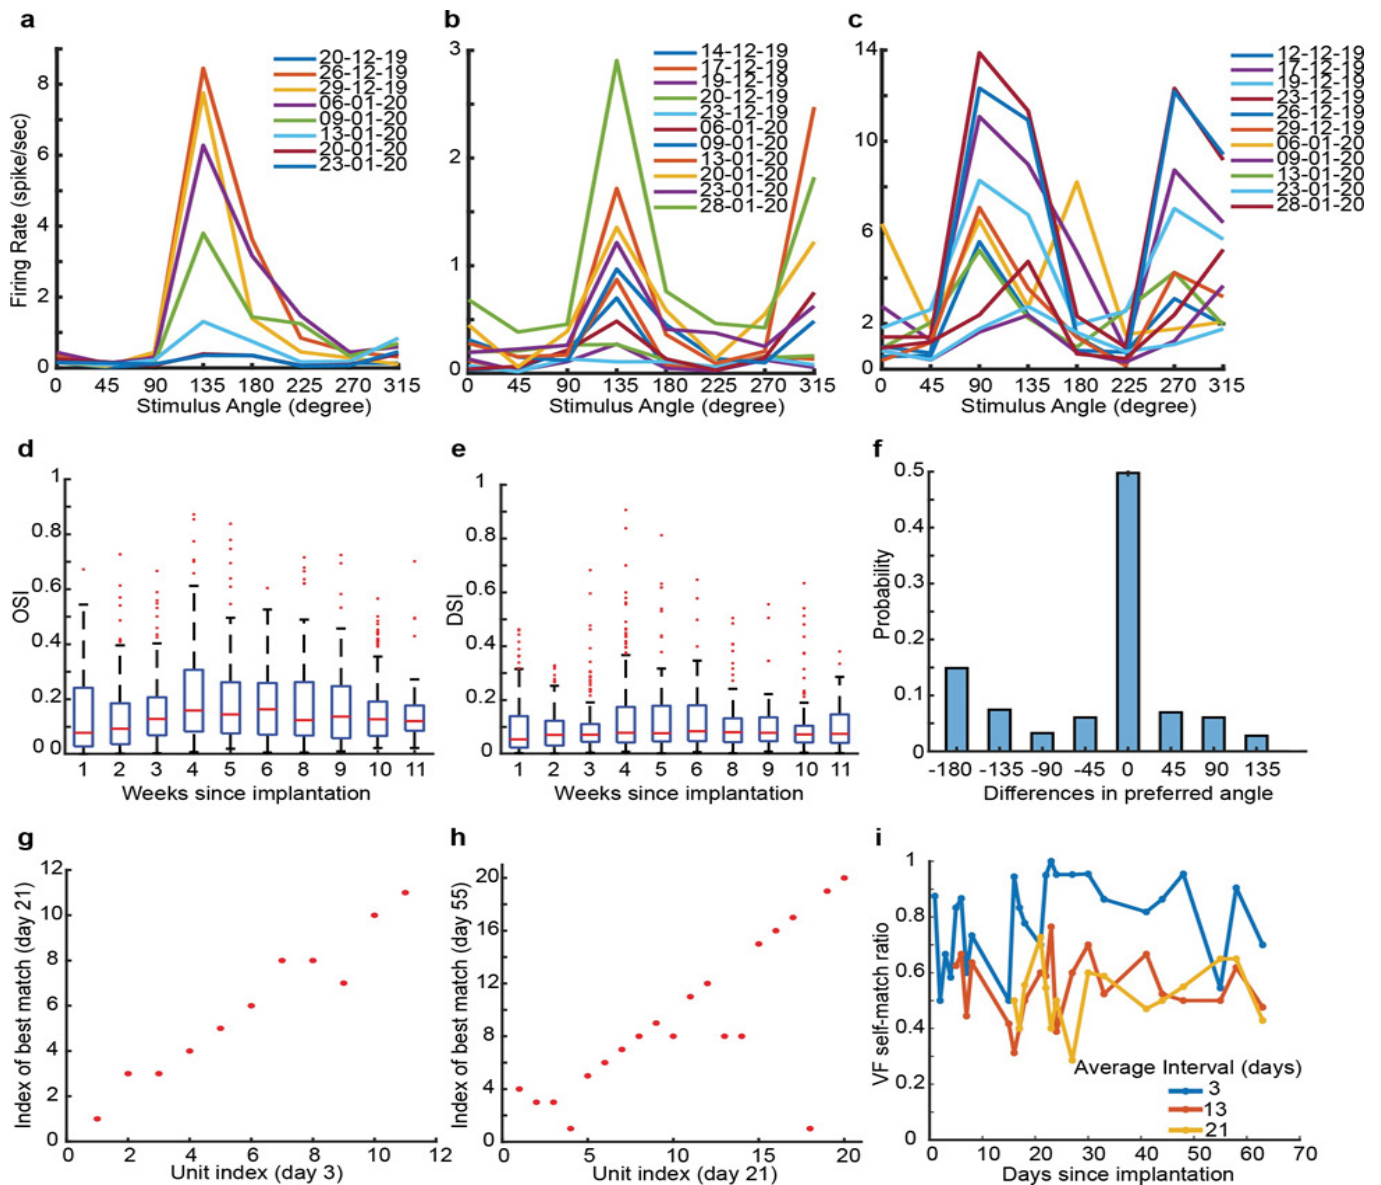 a
Firing Rate (spike/sec)
8
6
4
2
0
0 45 90 135 180 225 270 315
Stimulus Angle (degree)
20-12-19
26-12-19
29-12-19
06-01-20
09-01-20
13-01-20
20-01-20
23-01-20
b
3
2
1
0
0 45 90 135 180 225 270 315
Stimulus Angle (degree)
14-12-19
17-12-19
19-12-19
20-12-19
23-12-19
06-01-20
09-01-20
13-01-20
20-01-20
23-01-20
28-01-20
c
14
10
6
2
0
0 45 90 135 180 225 270 315
Stimulus Angle (degree)
12-12-19
17-12-19
19-12-19
23-12-19
26-12-19
29-12-19
06-01-20
09-01-20
13-01-20
23-01-20
28-01-20
d
OSI
1
0.8
0.6
0.4
0.2
0 0
1 2 3 4 5 6 8 9 10 11
Weeks since implantation
e
DSI
1
0.8
0.6
0.4
0.2
0
1 2 3 4 5 6 8 9 10 11
Weeks since implantation
f
Probability
0.5
0.4
0.5
0.2
0.1
0
-180 -135 -90 -45 0 45 90 135
Differences in preferred angle
g
Index of best match (day 21)
12
10
8
6
4
2
0
0 2 4 6 8 10 12
Unit index (day 3)
h
Index of best match (day 55)
20
16
12
8
4
0
0 5 10 15 20
Unit index (day 21)
i
VF self-match ratio
1
0.8
0.6
0.4
0.2
0
0 10 20 30 40 50 60 70
Days since implantation
Average Interval (days)
3
13
21